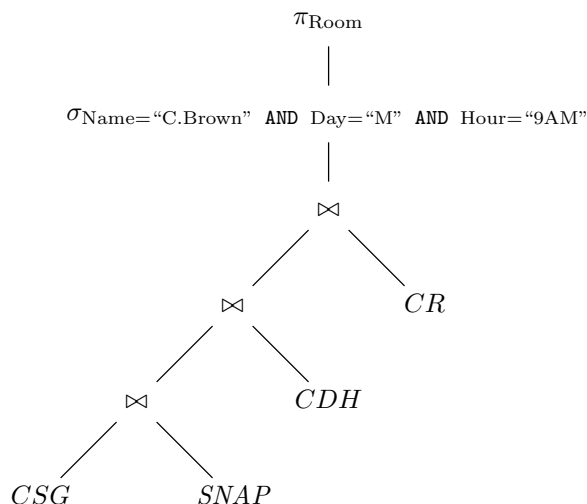 πRoom
σName=“C.Brown” AND Day=“M” AND Hour=“9AM”
⋈
⋈ CR
⋈ CDH
CSG SNAP